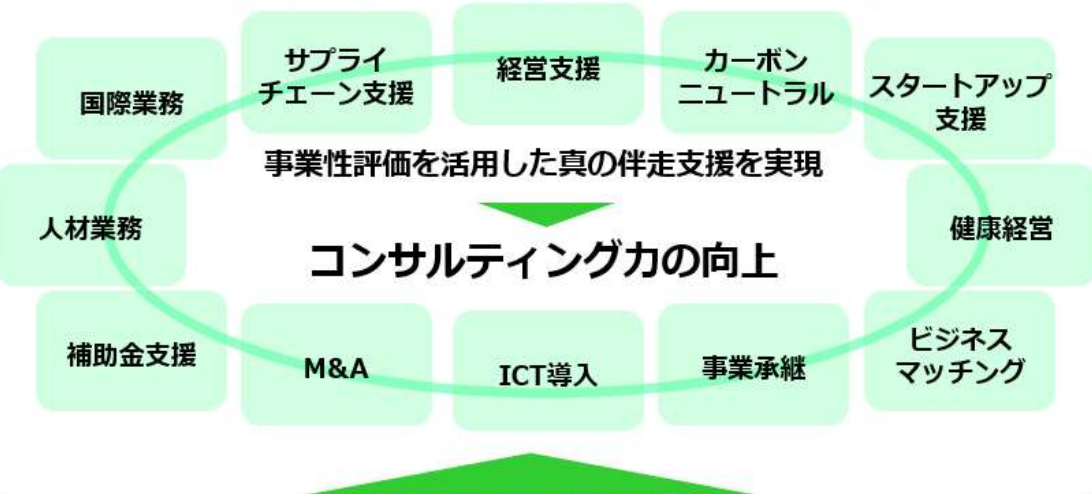 国際業務
サプライ
チェーン支援
経営支援
カーボン
ニュートラル
スタートアップ
支援
事業性評価を活用した真の伴走支援を実現
人材業務
健康経営
コンサルティング力の向上
補助金支援
M&A
ICT導入
事業承継
ビジネス
マッチング